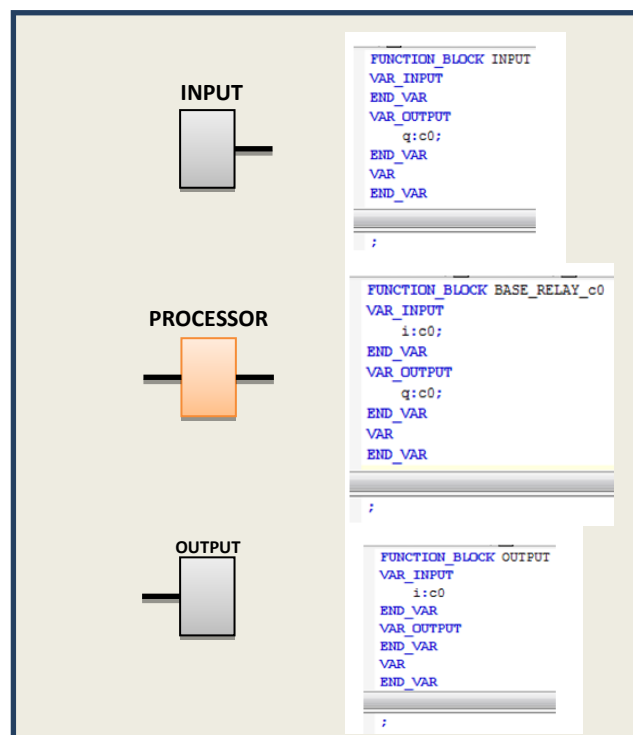 INPUT
FUNCTION_BLOCK INPUT
VAR_INPUT
END_VAR
VAR_OUTPUT
q:c0;
END_VAR
VAR
END_VAR
;
PROCESSOR
FUNCTION_BLOCK BASE_RELAY_c0
VAR_INPUT
i:c0;
END_VAR
VAR_OUTPUT
q:c0;
END_VAR
VAR
END_VAR
;
OUTPUT
FUNCTION_BLOCK OUTPUT
VAR_INPUT
i:c0
END_VAR
VAR_OUTPUT
END_VAR
VAR
END_VAR
;